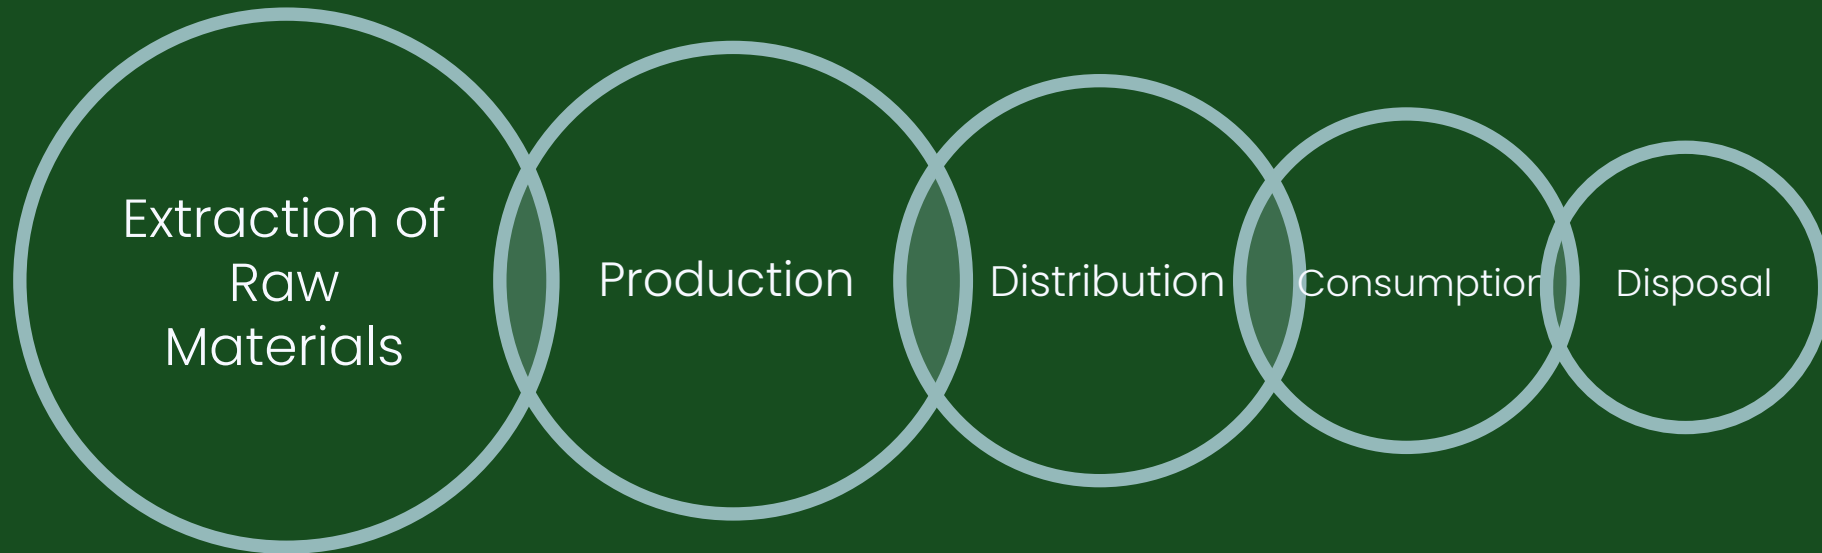 Extraction of
Raw
Materials
Production
Distribution
Consumption
Disposal